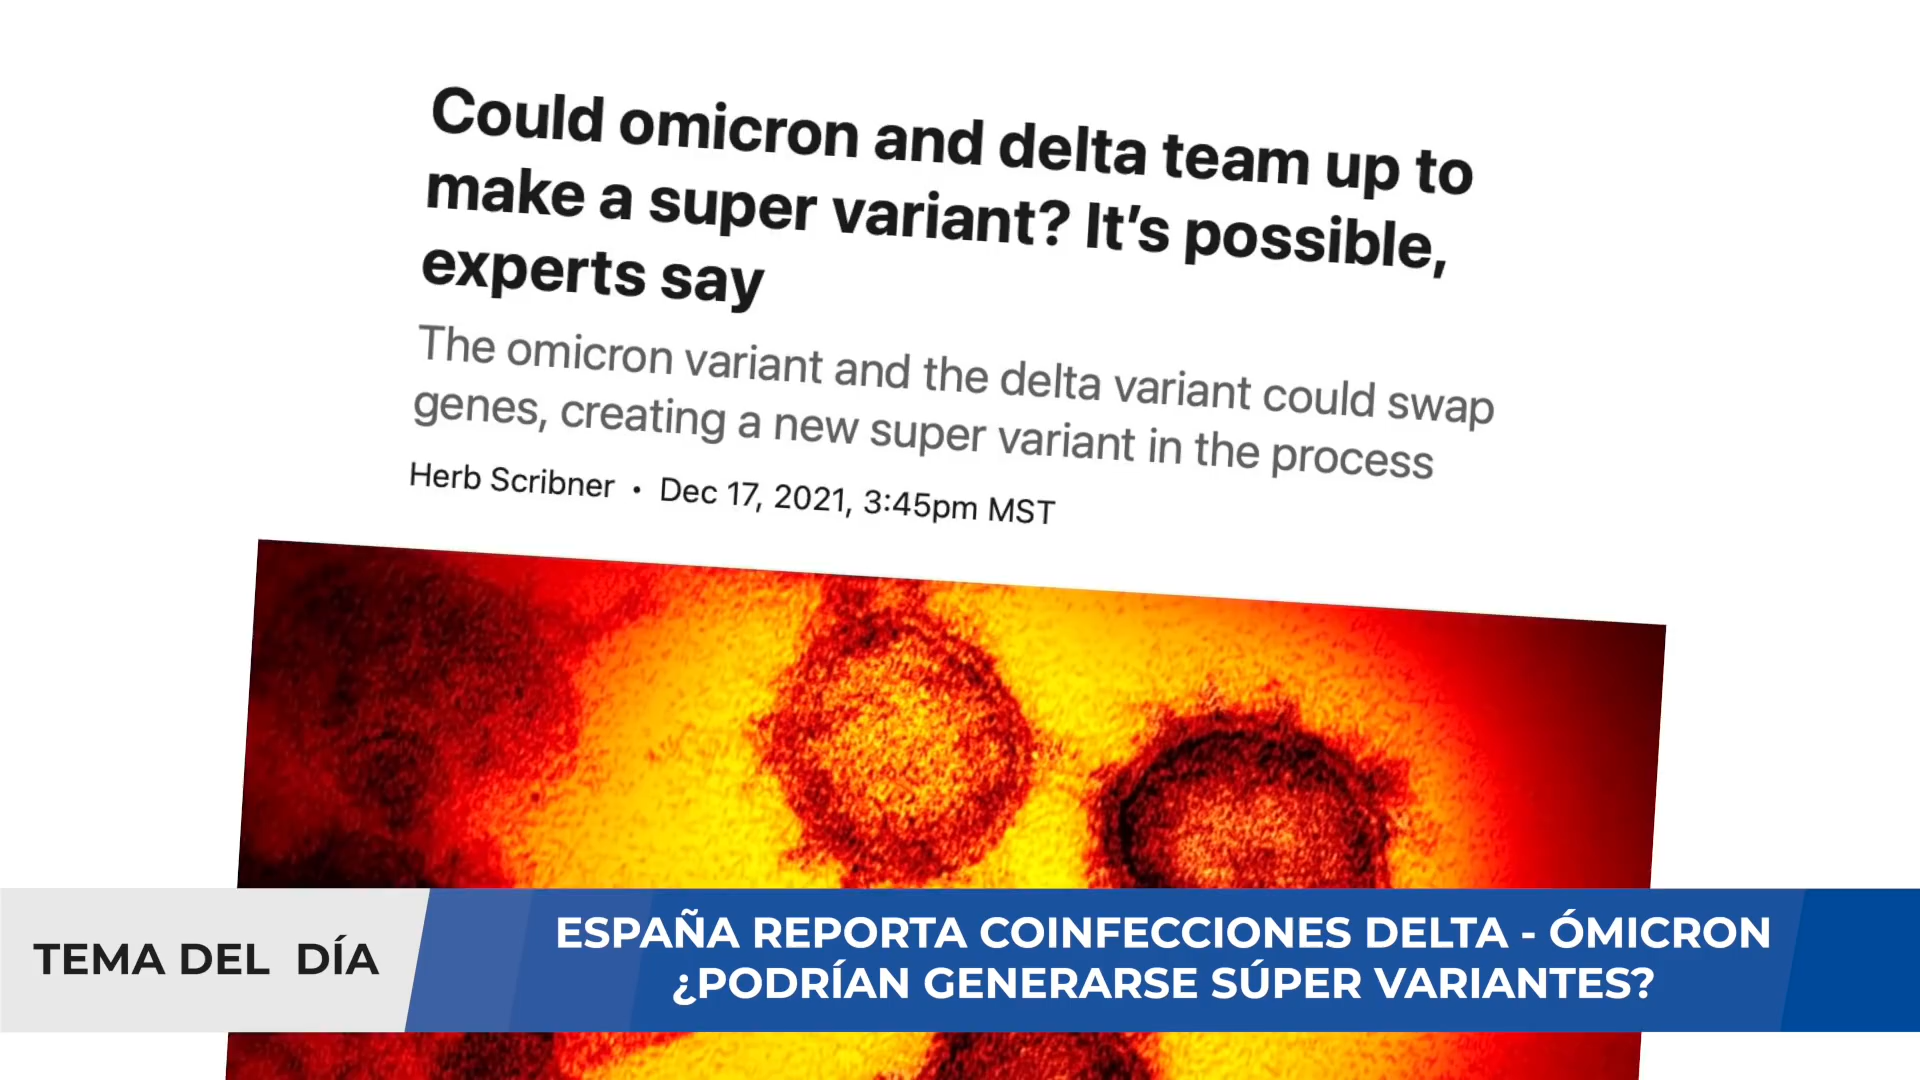 Could omicron and delta team up to
make a super variant? It’s possible,
experts say
The omicron variant and the delta variant could swap
genes, creating a new super variant in the process
Herb Scribner • Dec 17, 2021, 3:45pm MST
TEMA DEL DÍA
ESPAÑA REPORTA COINFECCIONES DELTA - ÓMICRON
¿PODRÍAN GENERARSE SÚPER VARIANTES?